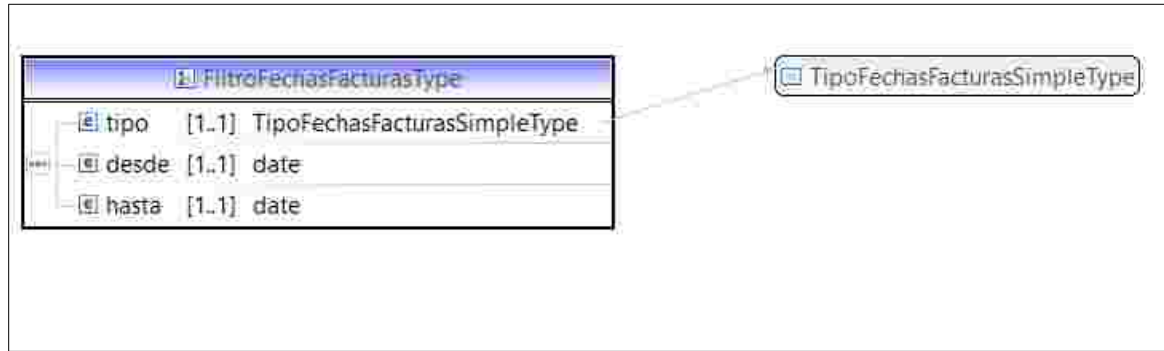 FiltroFechasFacturasType
TipoFechasFacturasSimpleType
tipo [1..1] TipoFechasFacturasSimpleType
desde [1..1] date
hasta [1..1] date